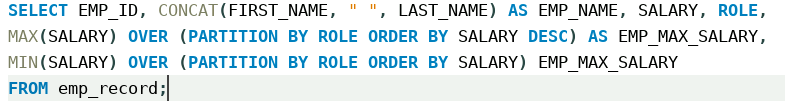 SELECT EMP_ID, CONCAT(FIRST_NAME, " ", LAST_NAME) AS EMP_NAME, SALARY, ROLE,
MAX(SALARY) OVER (PARTITION BY ROLE ORDER BY SALARY DESC) AS EMP_MAX_SALARY,
MIN(SALARY) OVER (PARTITION BY ROLE ORDER BY SALARY) EMP_MAX_SALARY
FROM emp_record;